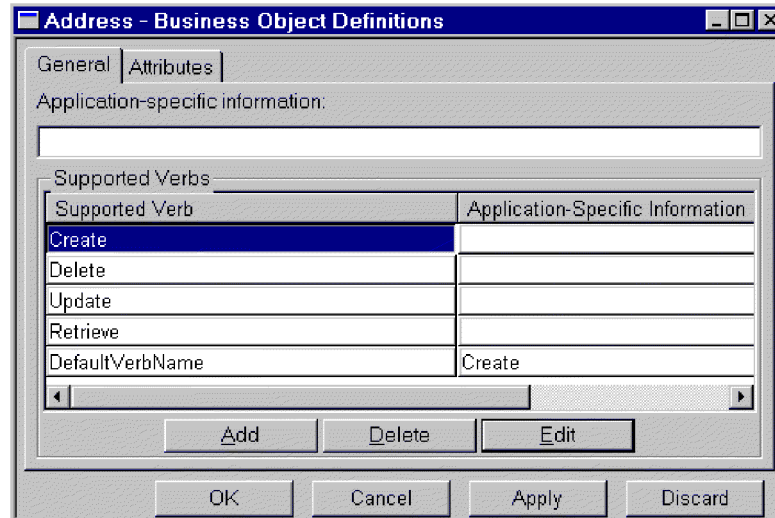 Address - Business Object Definitions
General Attributes
Application-specific information:
Supported Verbs
Supported Verb Application-Specific Information
Create
Delete
Update
Retrieve
DefaultVerbName Create
Add Delete Edit
OK Cancel Apply Discard